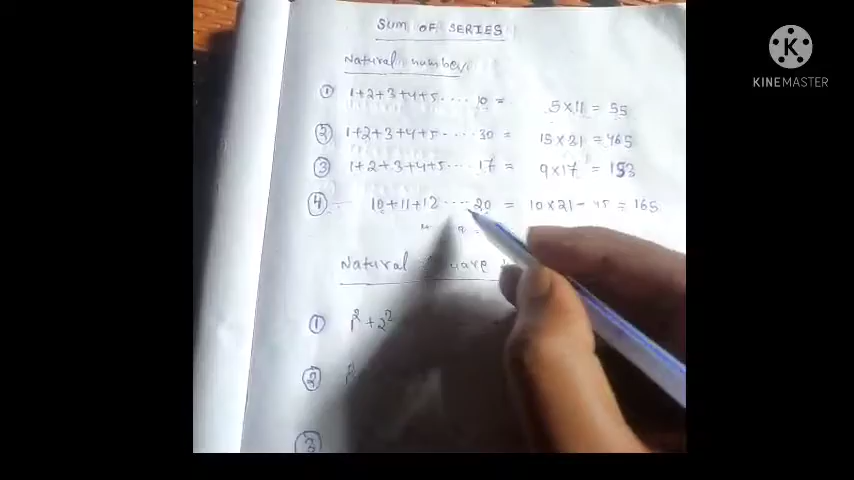 SUM OF SERIES
Natural number
① 1+2+3+4+5 .... 10 = 5×11 = 55
② 1+2+3+4+5 .... 30 = 15×31 = 465
③ 1+2+3+4+5 .... 17 = 9×17 = 153
④ 10+11+12 .... 20 = 10×21 - 45 = 165
Natural
① 1²+2²
②
③
KINEMASTER